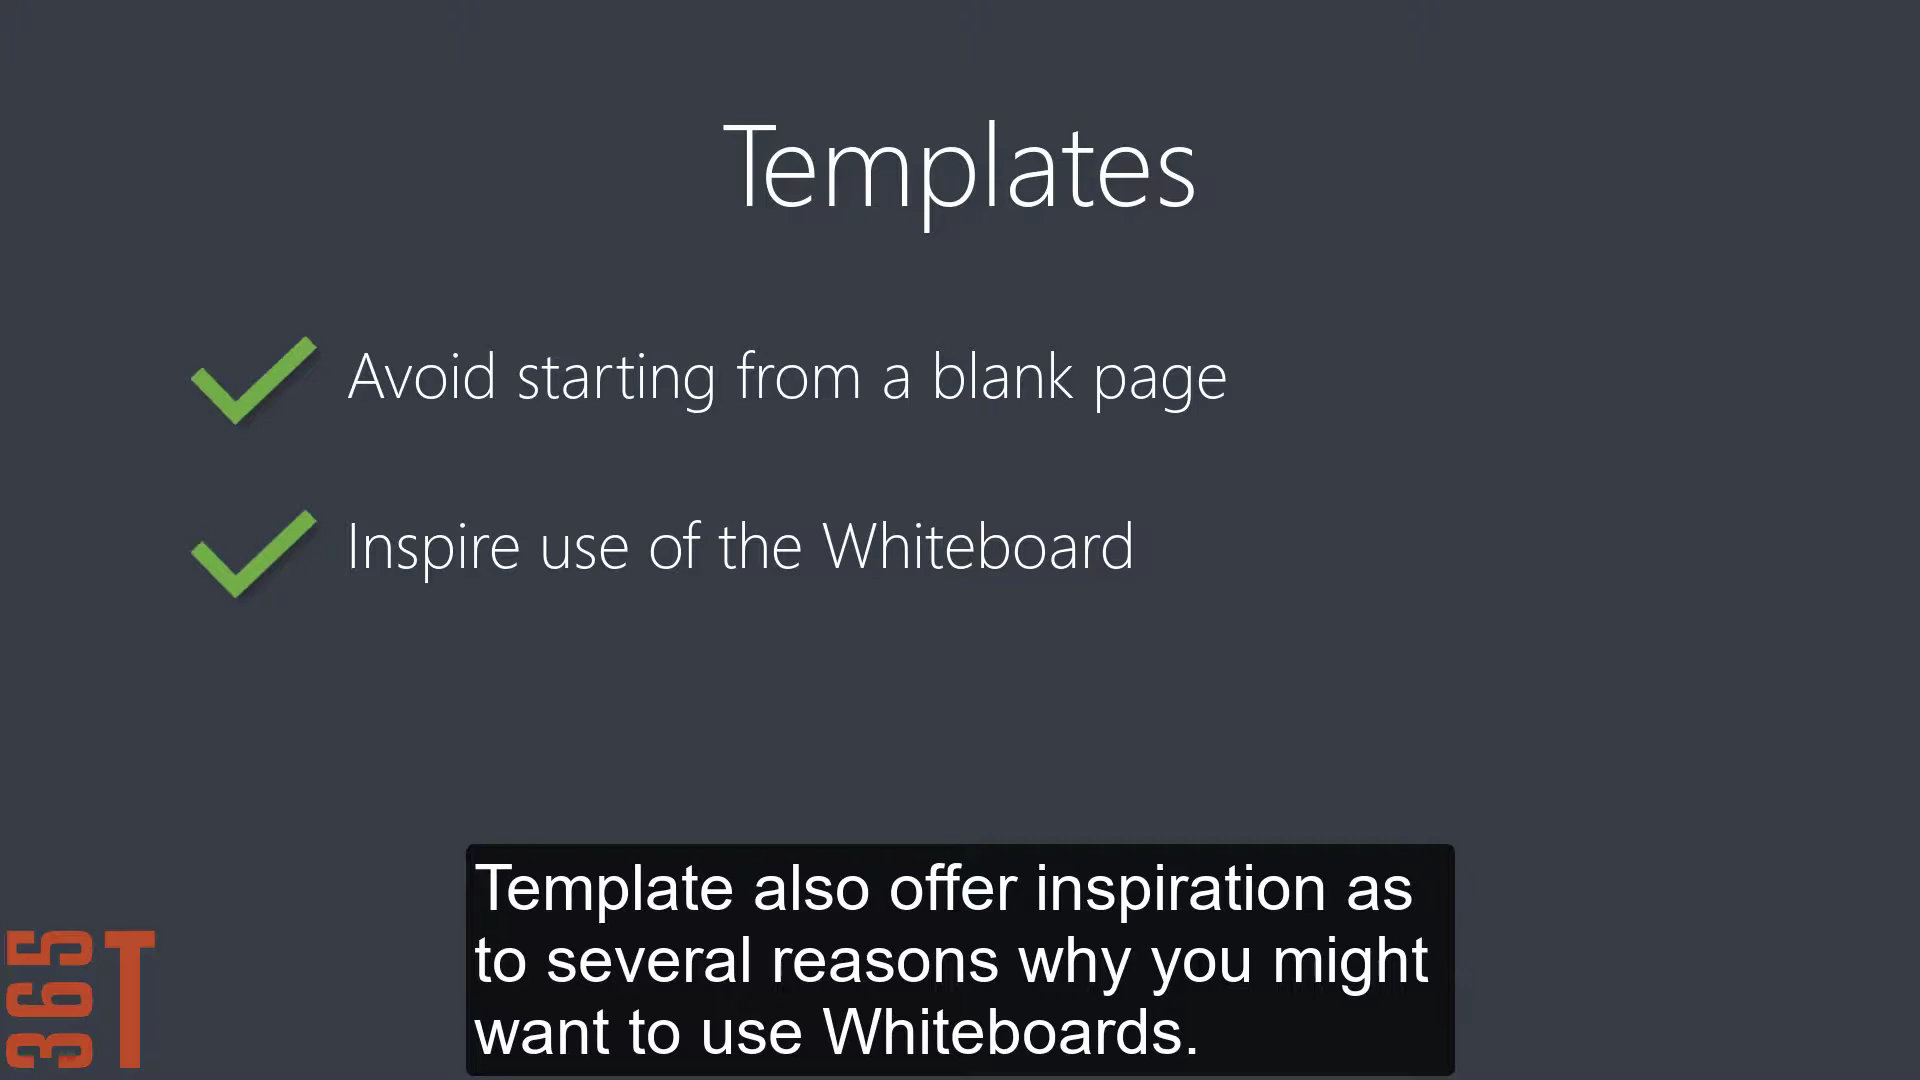 Templates
Avoid starting from a blank page
Inspire use of the Whiteboard
Template also offer inspiration as
to several reasons why you might
want to use Whiteboards.
365
T